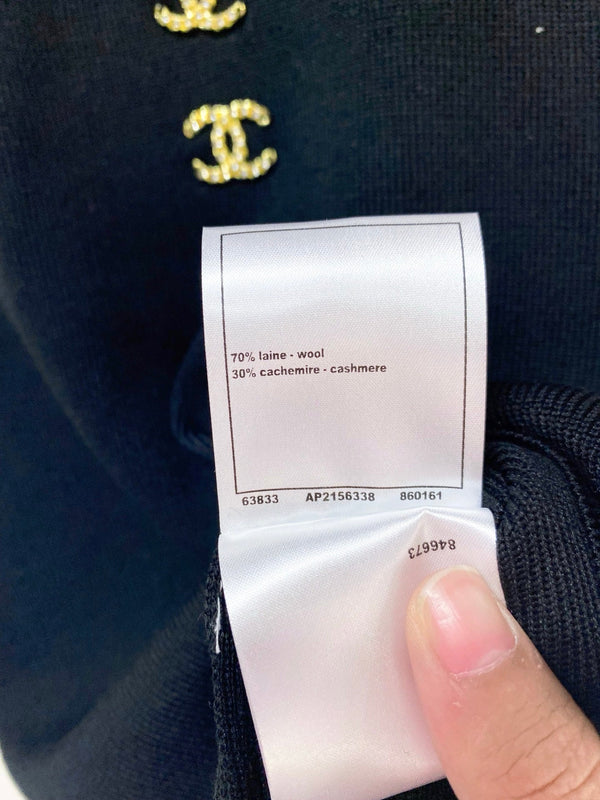 70% laine - wool
30% cachemire - cashmere
63833 AP2156338 860161
846673